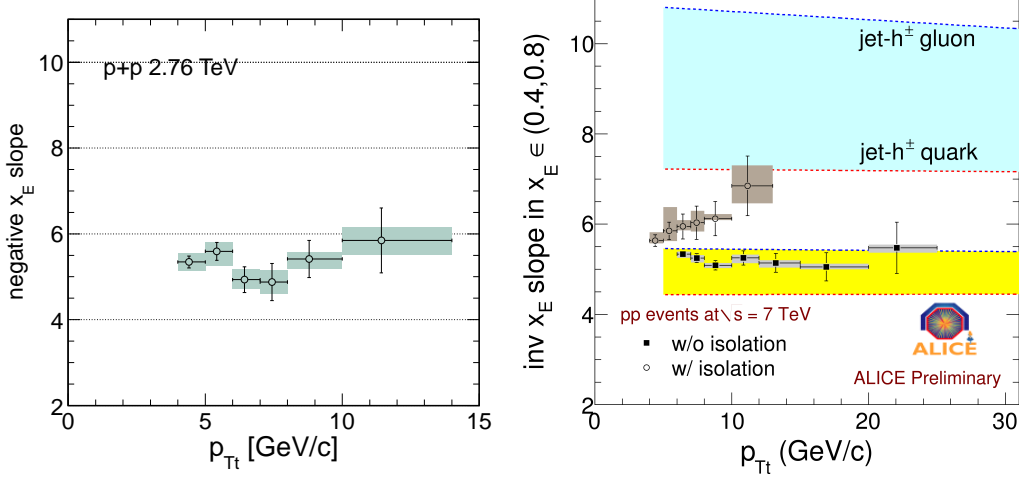 p+p 2.76 TeV
negative x_E slope
10
8
6
4
2
0
5
10
15
p_Tt [GeV/c]
inv x_E slope in x_E ∈ (0.4,0.8)
10
8
6
4
2
jet-h± gluon
jet-h± quark
pp events at\s = 7 TeV
w/o isolation
w/ isolation
ALICE
ALICE Preliminary
0
10
20
30
p_Tt (GeV/c)